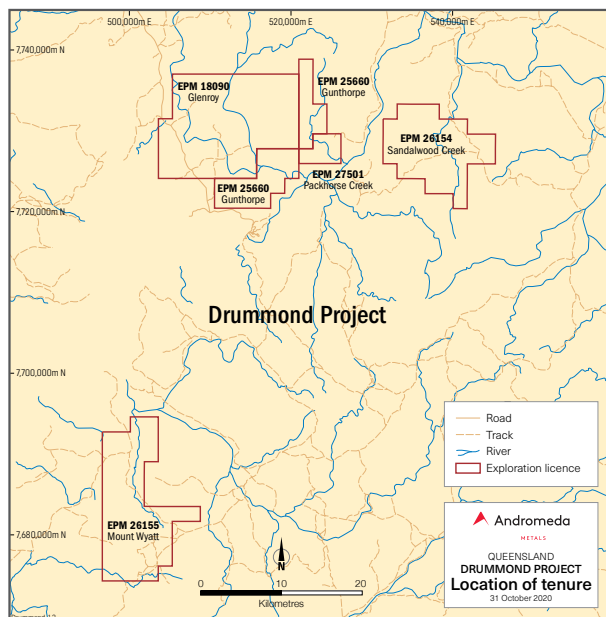 500,000m E
520,000m E
540,000m E
7,740,000m N
EPM 18090
Glenroy
EPM 25660
Gunthorpe
EPM 26154
Sandalwood Creek
EPM 27501
Packhorse Creek
EPM 25660
Gunthorpe
7,720,000m N
Drummond Project
7,700,000m N
Road
Track
River
Exploration licence
EPM 26155
Mount Wyatt
7,680,000m N
N
0 10 20
Kilometres
Andromeda
METALS
QUEENSLAND
DRUMMOND PROJECT
Location of tenure
31 October 2020